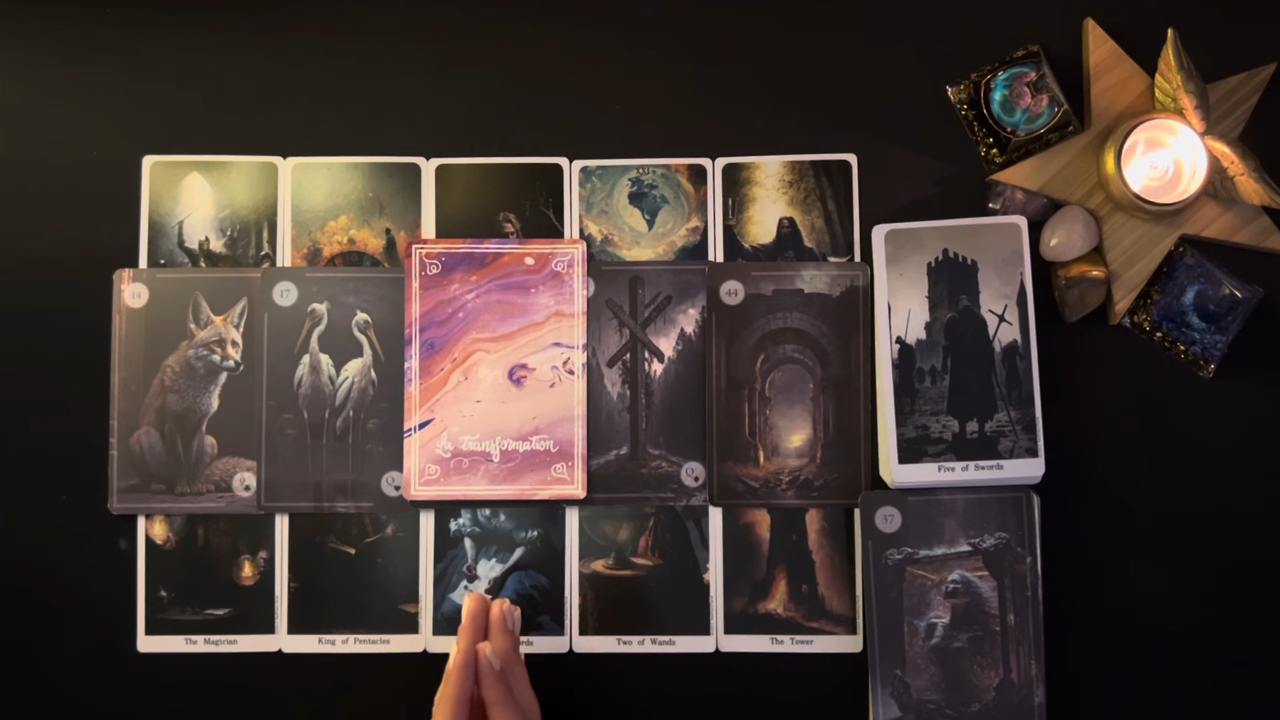 XXI
14
17
44
La transformation
Q
Q
Five of Swords
37
The Magician
King of Pentacles
Two of Wands
The Tower